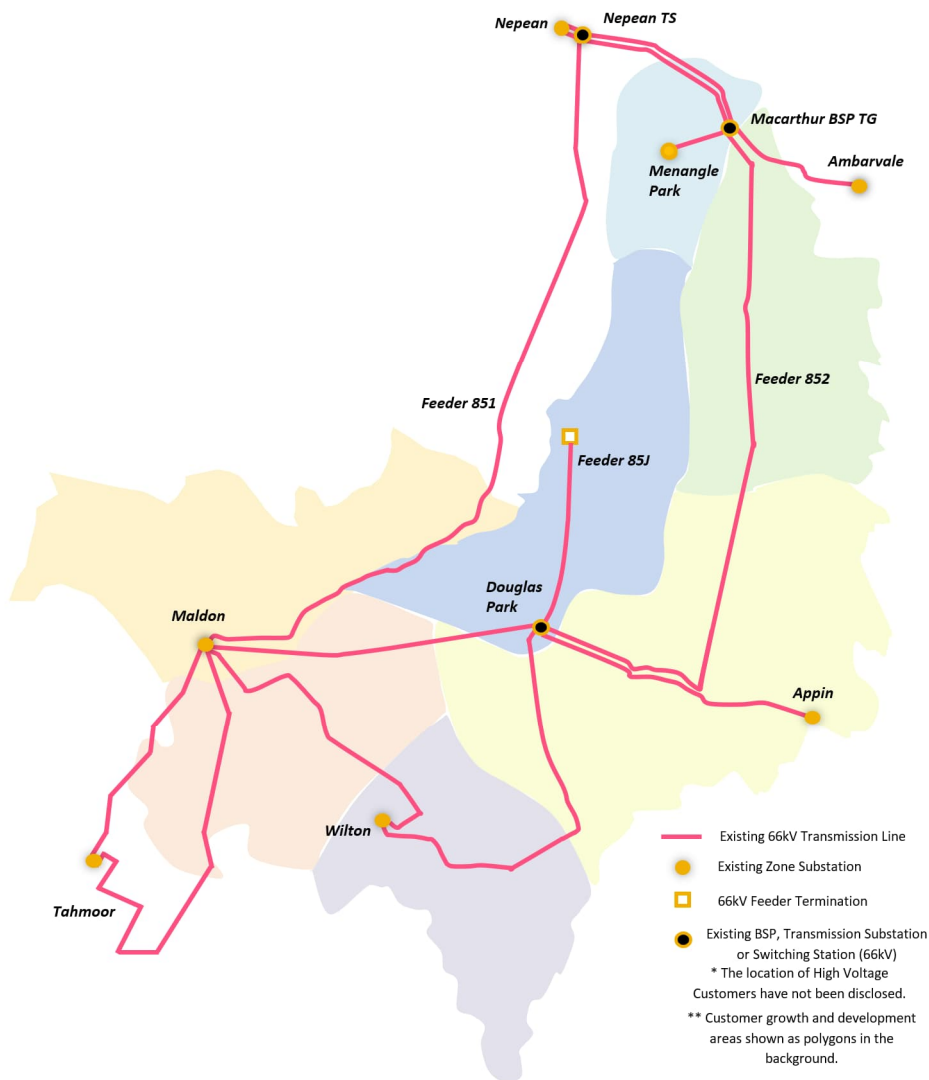 Nepean
Nepean TS
Macarthur BSP TG
Ambarvale
Menangle
Park
Feeder 852
Feeder 851
Feeder 85J
Douglas
Park
Maldon
Appin
Wilton
Tahmoor
Existing 66kV Transmission Line
Existing Zone Substation
66kV Feeder Termination
Existing BSP, Transmission Substation
or Switching Station (66kV)
* The location of High Voltage
Customers have not been disclosed.
** Customer growth and development
areas shown as polygons in the
background.